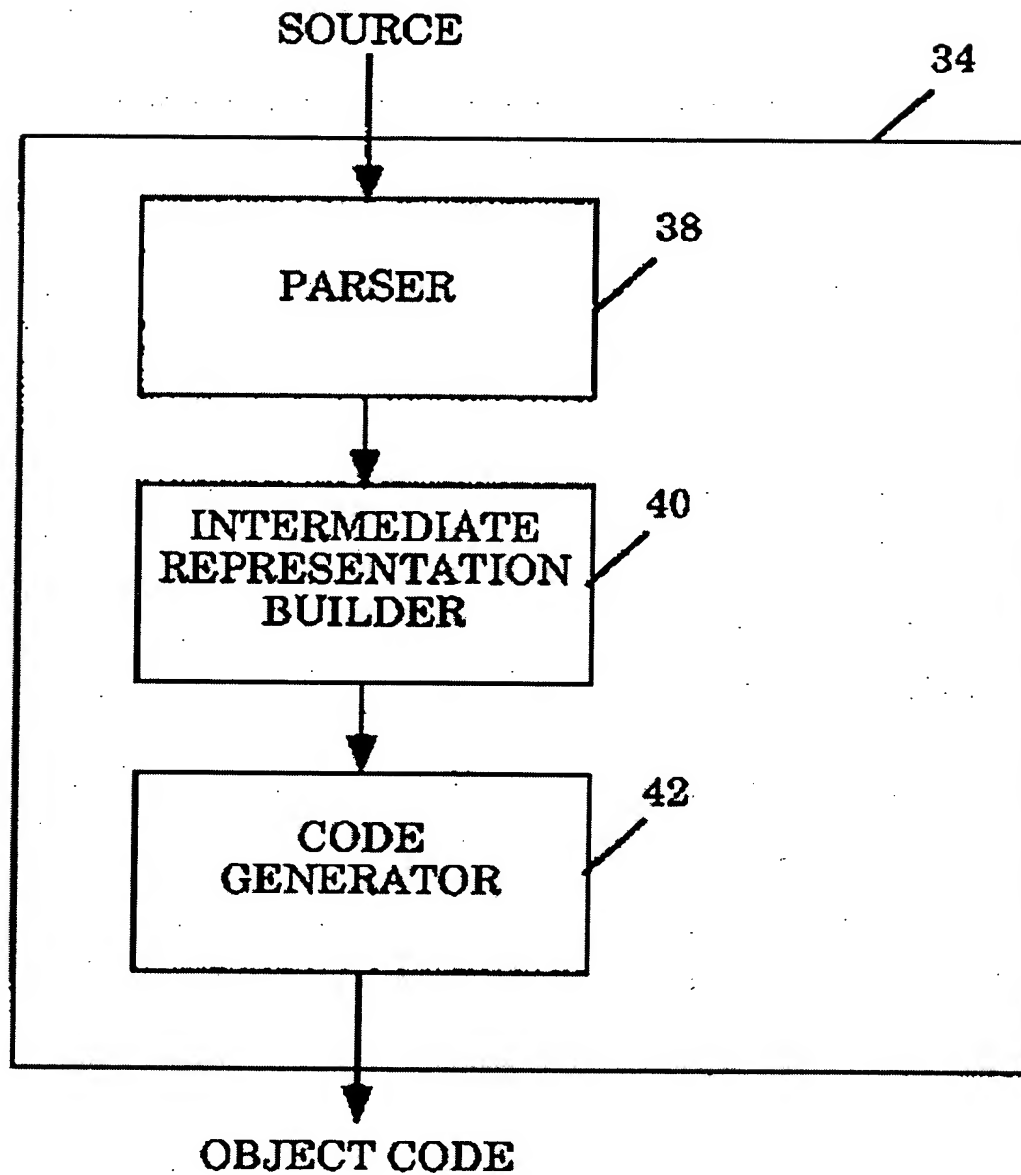 SOURCE
34
PARSER
38
INTERMEDIATE
REPRESENTATION
BUILDER
40
CODE
GENERATOR
42
OBJECT CODE